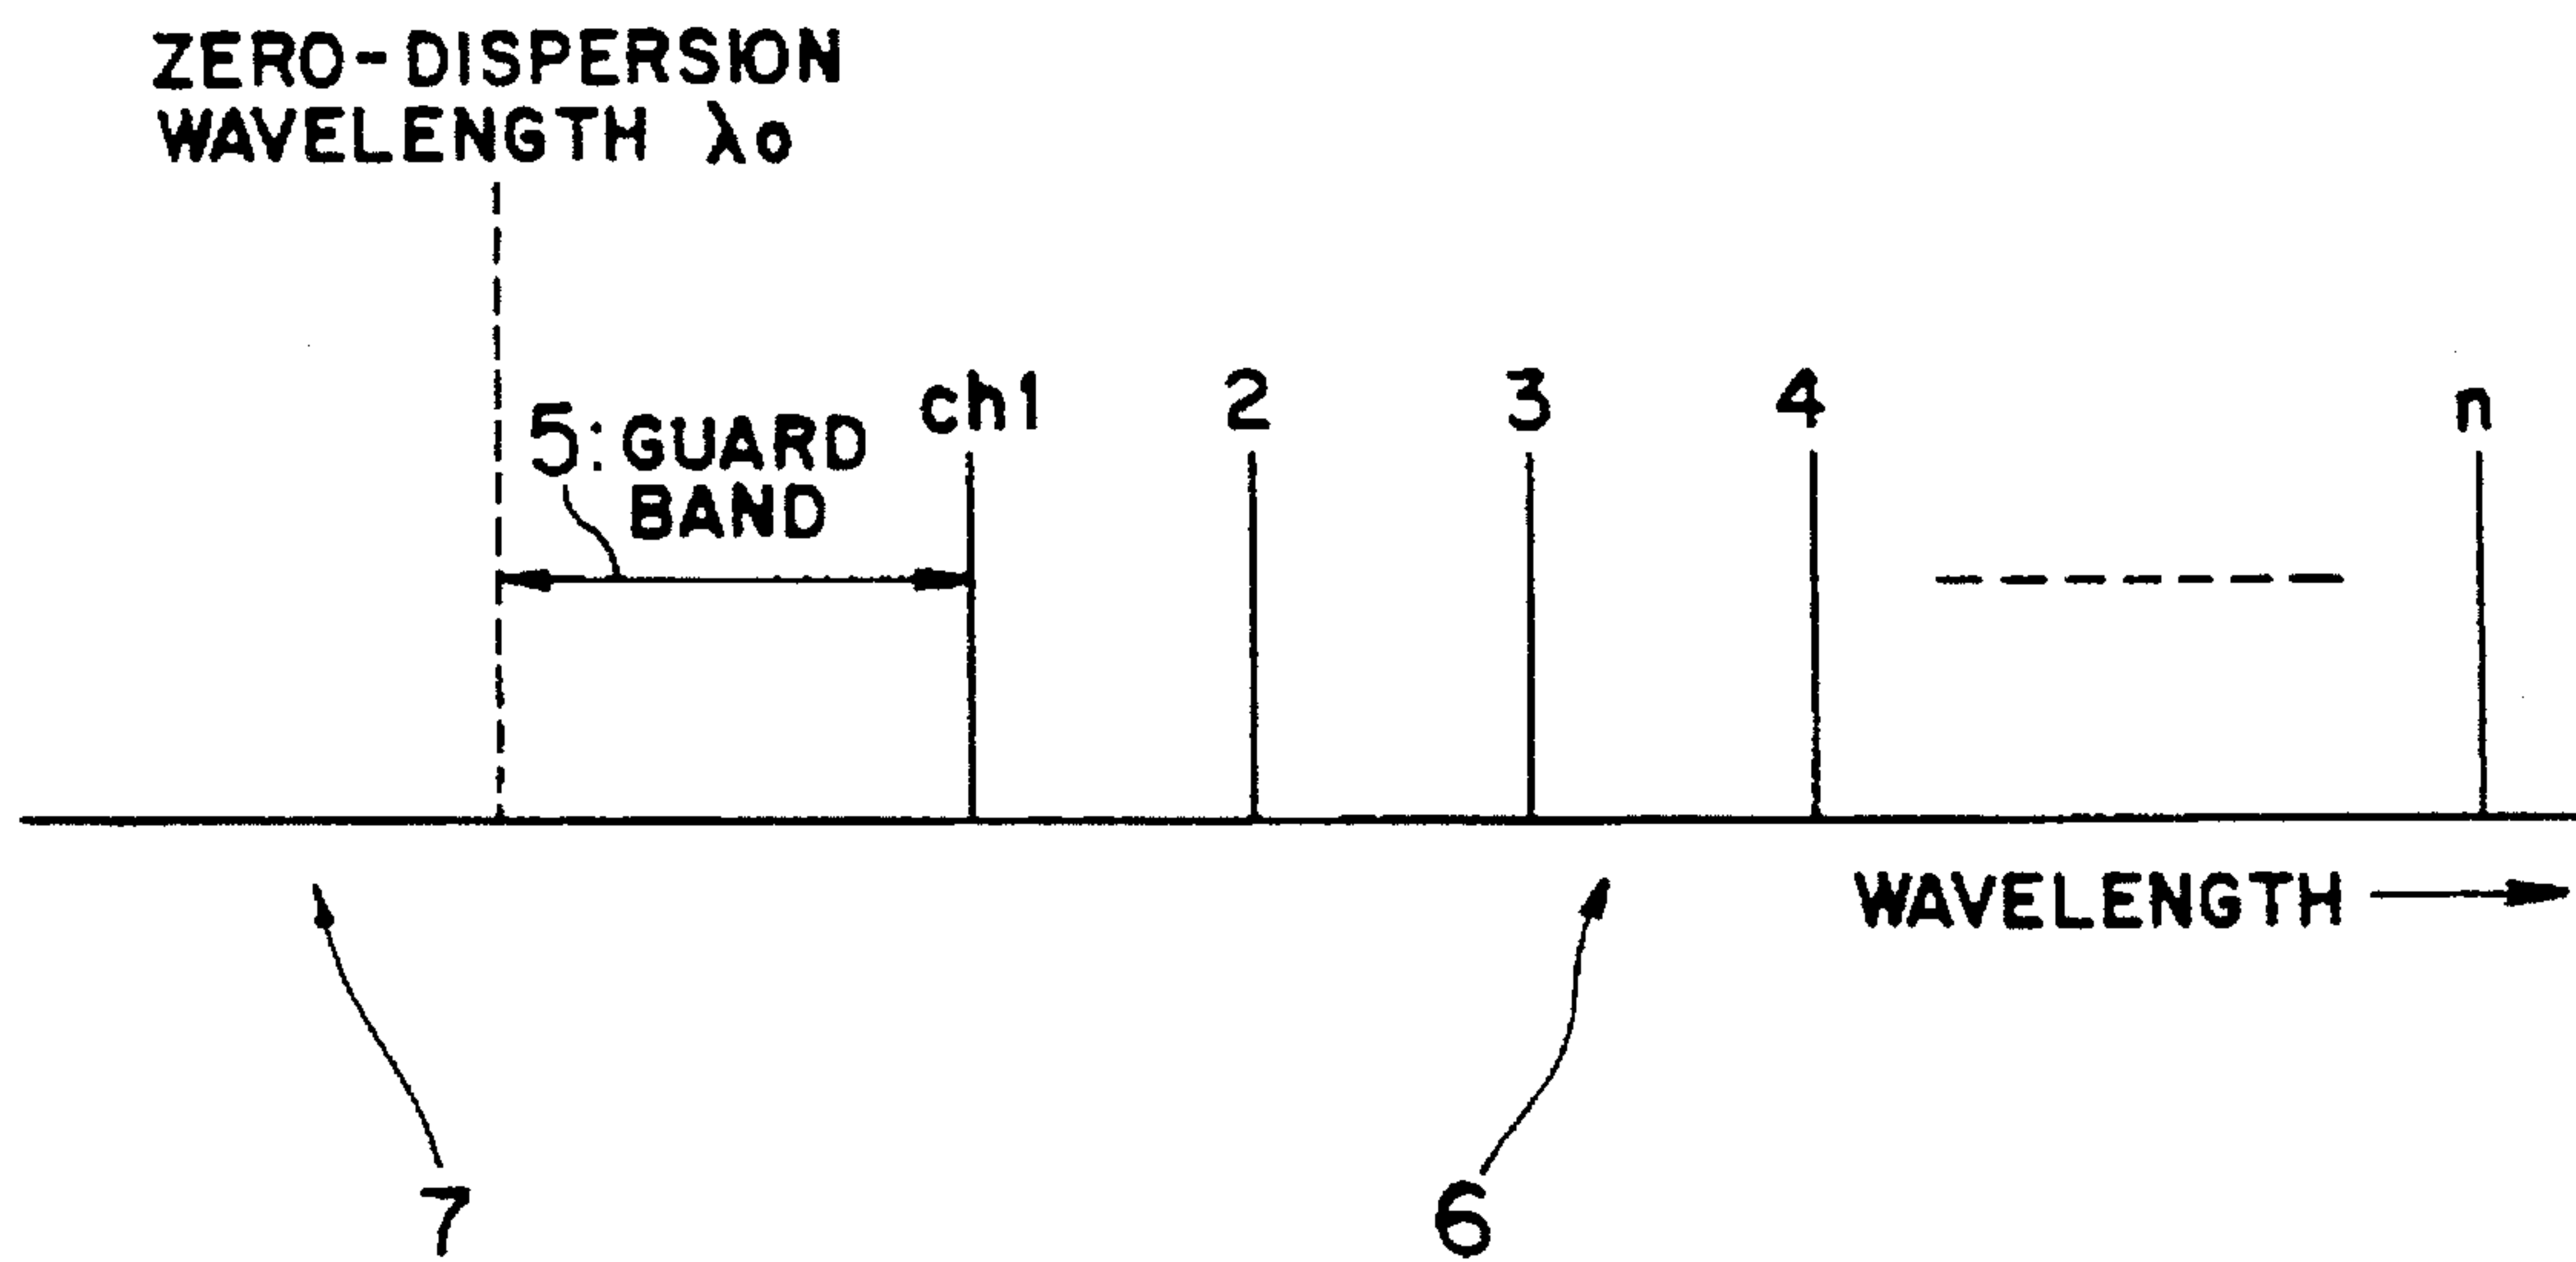 ZERO-DISPERSION
WAVELENGTH λo
5: GUARD
BAND
ch1 2 3 4 n
WAVELENGTH
7 6